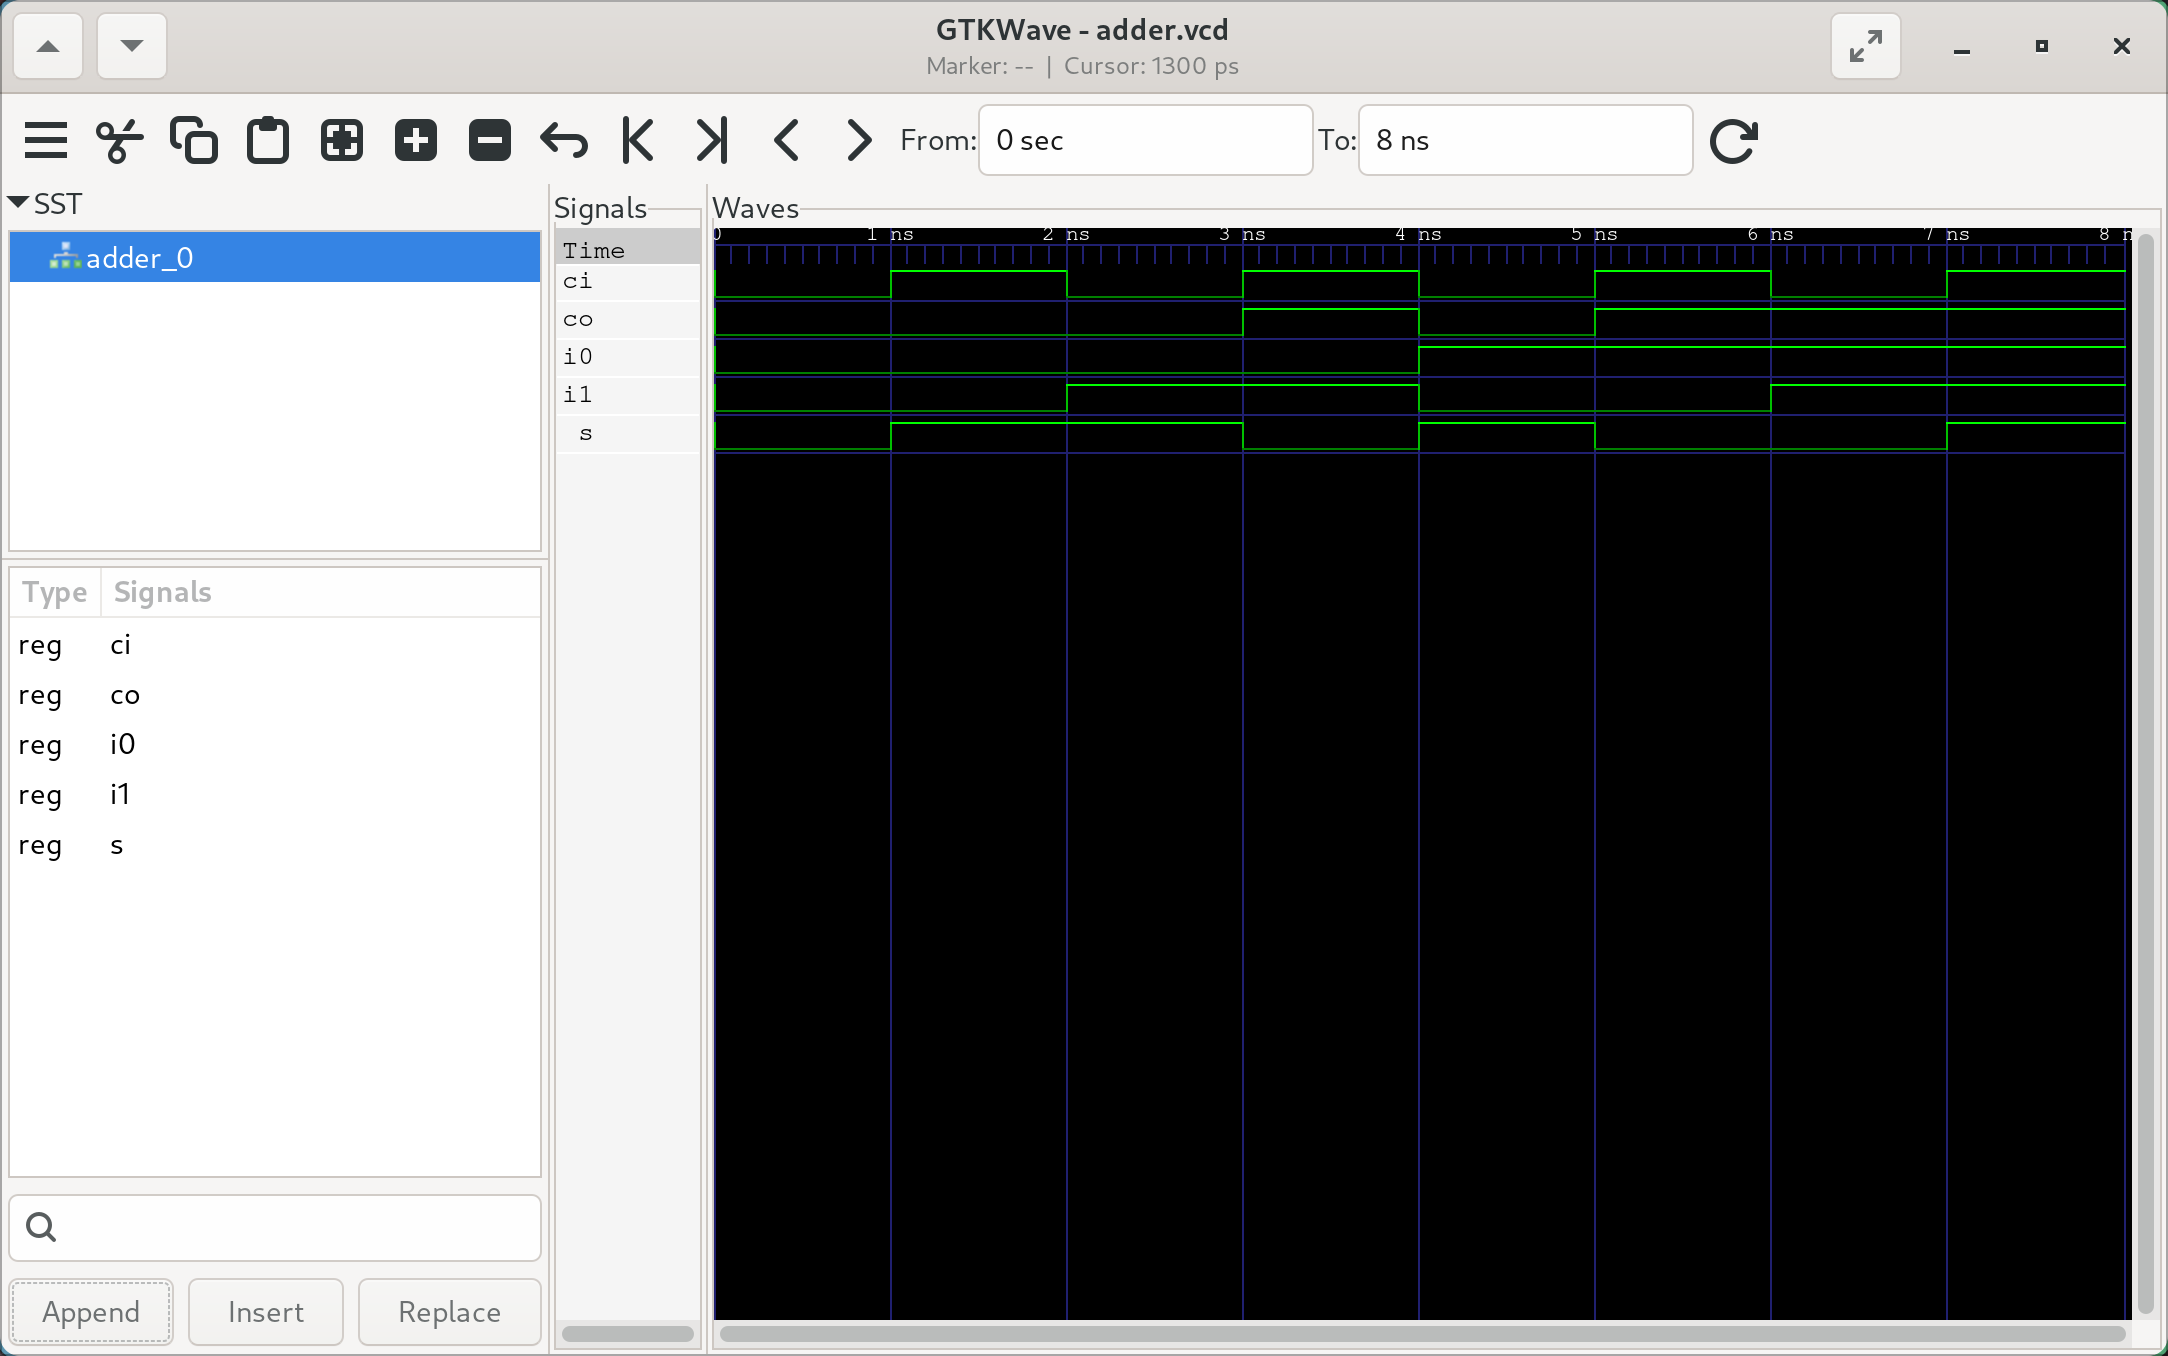 GTKWave - adder.vcd
Marker: -- | Cursor: 1300 ps
From: 0 sec To: 8 ns
SST
adder_0
Type Signals
reg ci
reg co
reg i0
reg i1
reg s
Append Insert Replace
Signals
Time
ci
co
i0
i1
s
Waves
0 1 ns 2 ns 3 ns 4 ns 5 ns 6 ns 7 ns 8 n